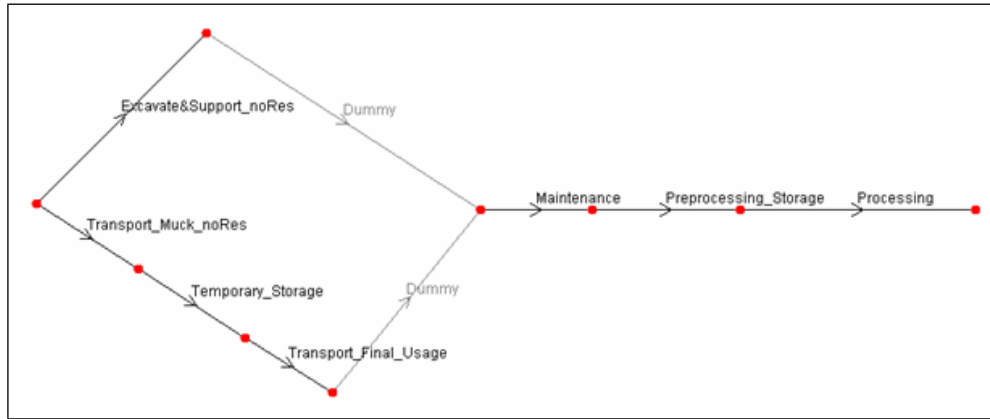 Excavate&Support_noRes
Dummy
Maintenance
Preprocessing_Storage
Processing
Transport_Muck_noRes
Temporary_Storage
Dummy
Transport_Final_Usage